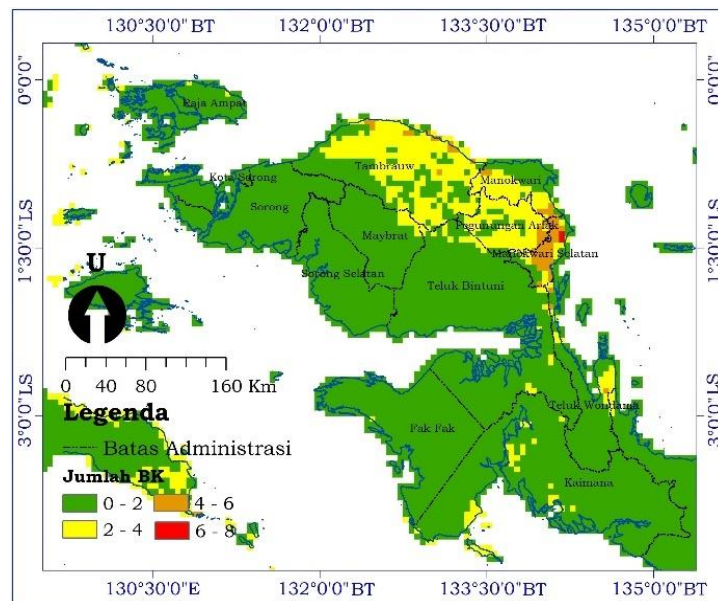 130°30'0"BT 132°0'0"BT 133°30'0"BT 135°0'0"BT
0°0'0" 0°0'0"
Raja Ampat
Tambrauw
Kota Sorong Manokwari
Sorong
Pegunungan Arfak
Maybrat
1°30'0"LS 1°30'0"LS
Manokwari Selatan
U
Sorong Selatan
Teluk Bintuni
0 40 80 160 Km
Teluk Wondama
Legenda
3°0'0"LS 3°0'0"LS
Fak Fak
Batas Administrasi
Kaimana
Jumlah BK
0 - 2 4 - 6
2 - 4 6 - 8
130°30'0"E 132°0'0"BT 133°30'0"BT 135°0'0"BT